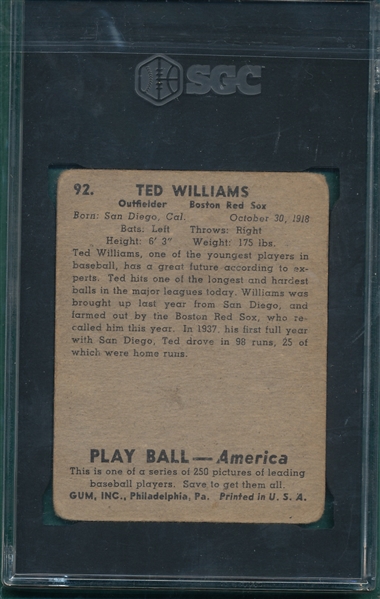 SGC
92. TED WILLIAMS
Outfielder Boston Red Sox
Born: San Diego, Cal. October 30, 1918
Bats: Left Throws: Right
Height: 6' 3" Weight: 175 lbs.
Ted Williams, one of the youngest players in
baseball, has a great future according to ex-
perts. Ted hits one of the longest and hardest
balls in the major leagues today. Williams was
brought up last year from San Diego, and
farmed out by the Boston Red Sox, who re-
called him this year. In 1937, his first full year
with San Diego, Ted drove in 98 runs, 25 of
which were home runs.
PLAY BALL — America
This is one of a series of 250 pictures of leading
baseball players. Save to get them all.
GUM, INC., Philadelphia, Pa. Printed in U. S. A.